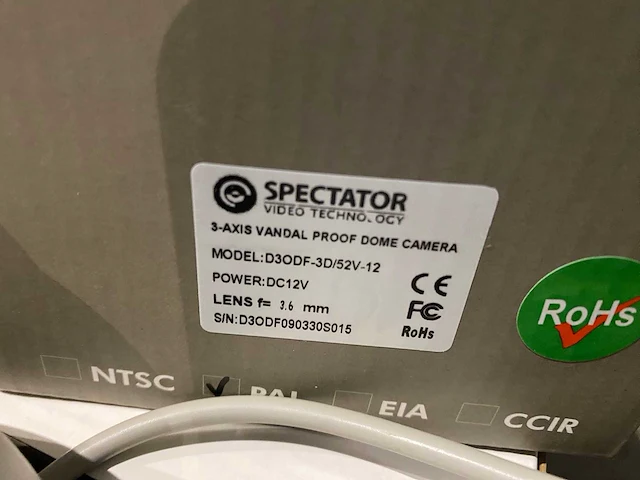 SPECTATOR
VIDEO TECHNOLOGY
3-AXIS VANDAL PROOF DOME CAMERA
MODEL:D3ODF-3D/52V-12
POWER:DC12V
LENS f= 3.6 mm
S/N:D3ODF090330S015
CE
FC
RoHs
RoHs
NTSC PAL EIA CCIR